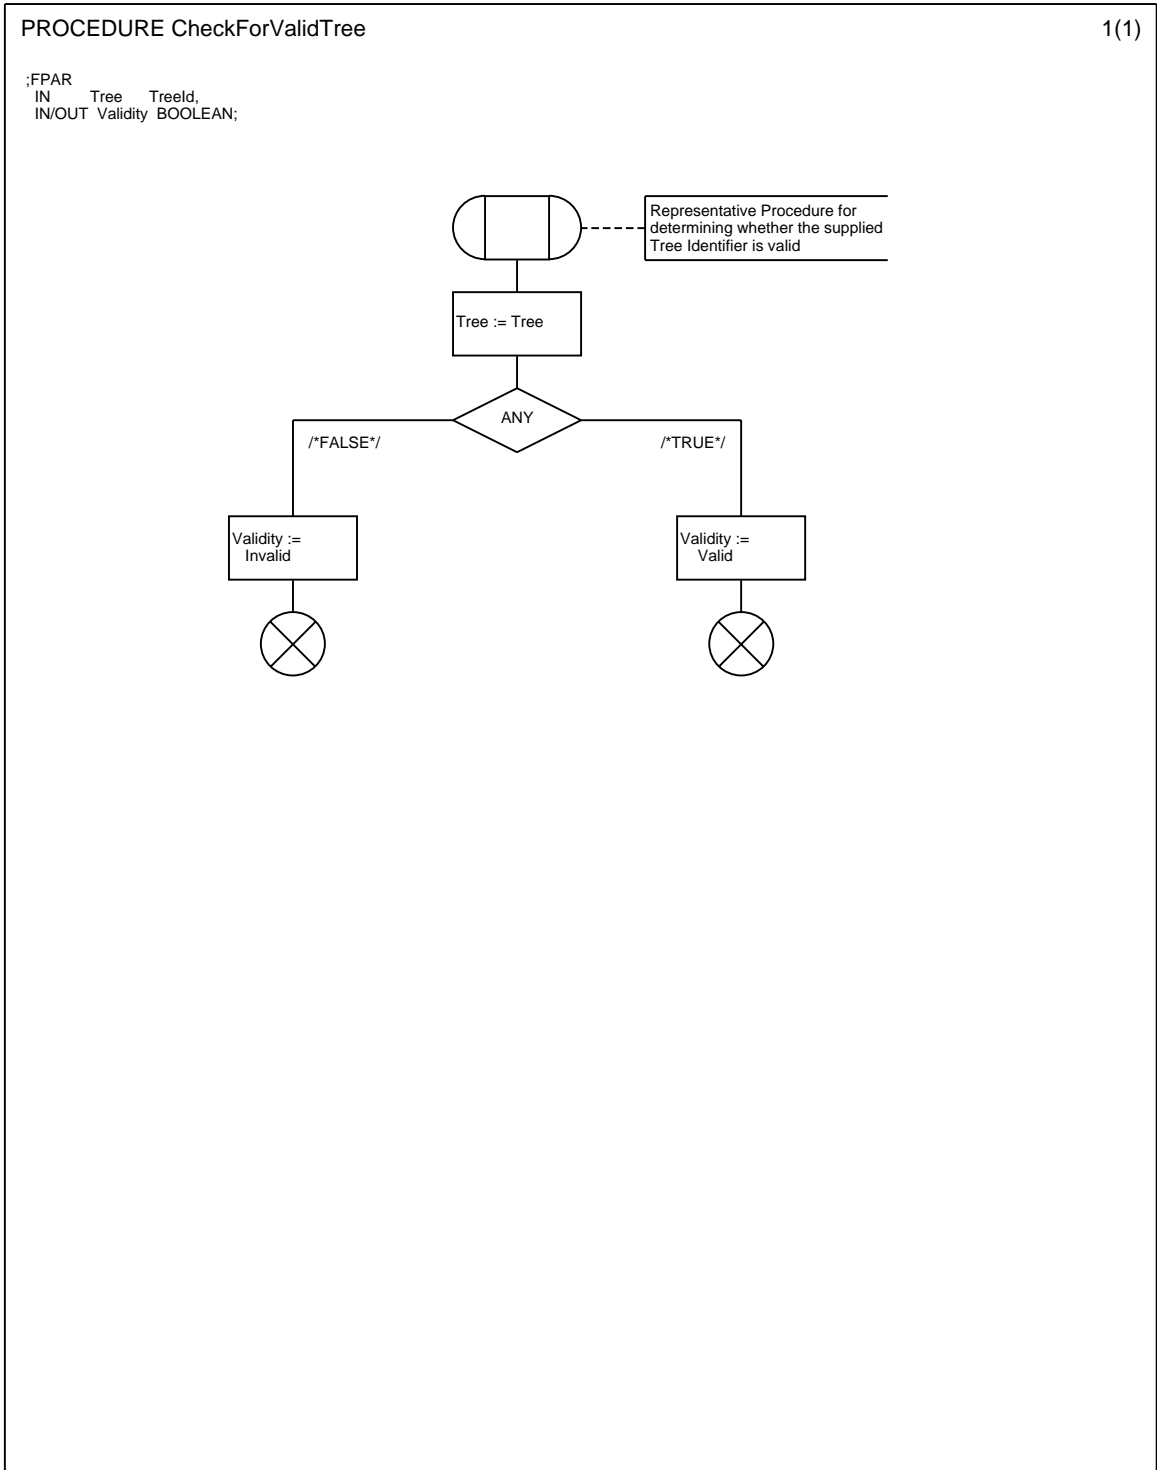 PROCEDURE CheckForValidTree 1(1)
;FPAR
IN Tree TreeId,
IN/OUT Validity BOOLEAN;
Representative Procedure for
determining whether the supplied
Tree Identifier is valid
Tree := Tree
ANY
/*FALSE*/ /*TRUE*/
Validity :=
Invalid
Validity :=
Valid